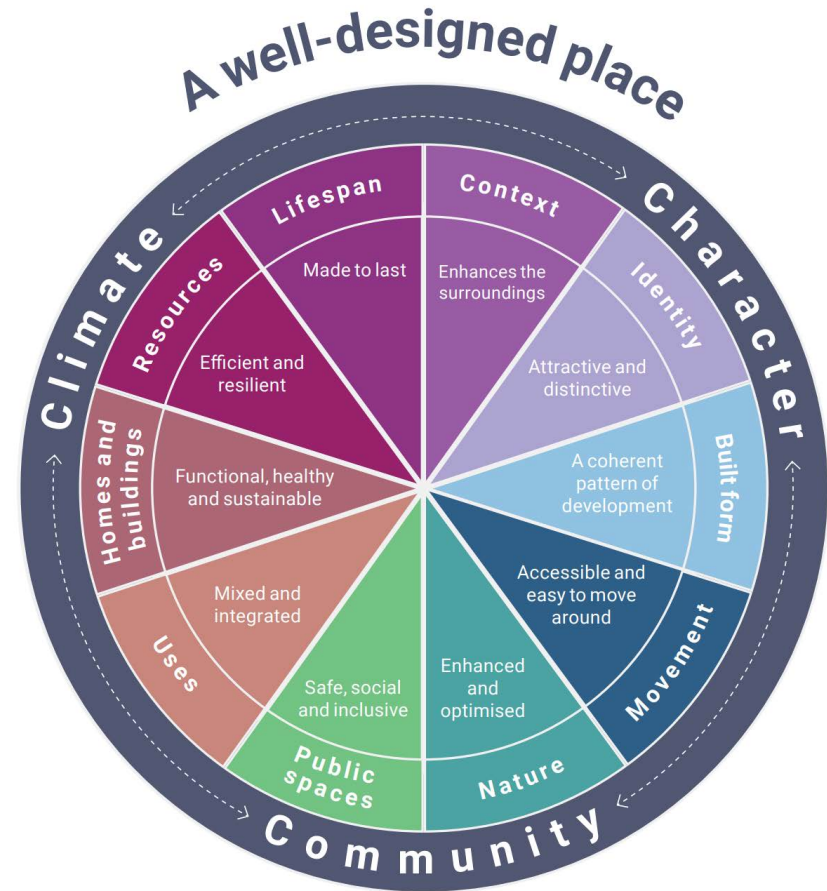 A well-designed place
Climate
Character
Community
Context
Enhances the
surroundings
Identity
Attractive and
distinctive
Built form
A coherent
pattern of
development
Movement
Accessible and
easy to move
around
Nature
Enhanced
and
optimised
Public
spaces
Safe, social
and inclusive
Uses
Mixed and
integrated
Homes and
buildings
Functional, healthy
and sustainable
Resources
Efficient and
resilient
Lifespan
Made to last